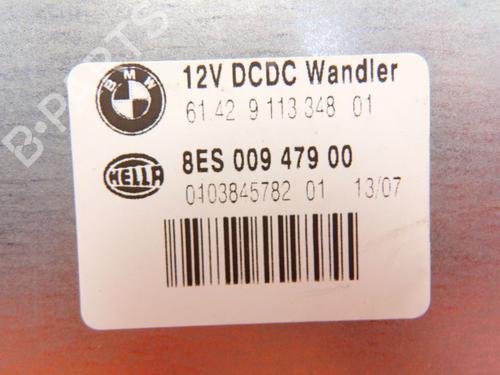 B-PARTS
BMW
12V DCDC Wandler
61.42 9 113 348 01
HELLA
8ES 009 479 00
0103845782 01 13/07